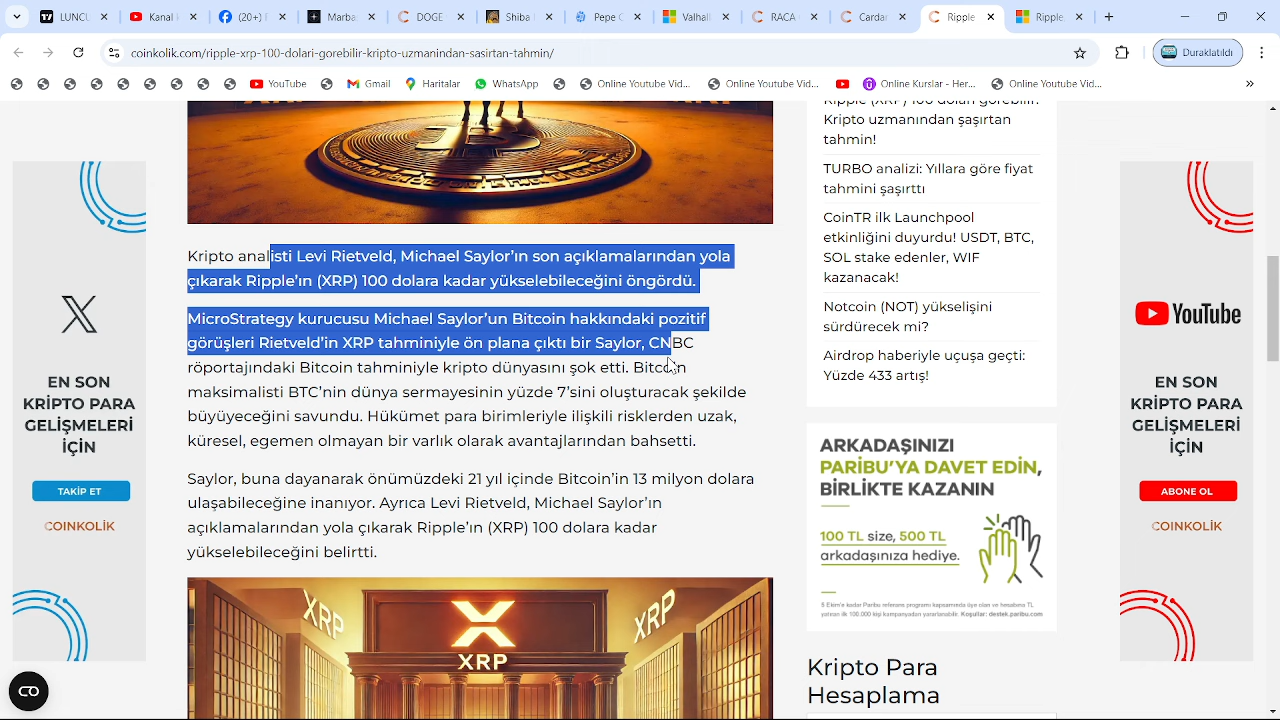 LUNC F
(20+)
Marsc
DOGE
Shiba
Pepe C
Valhal
RACA
Carda
Ripple
Ripple,
coinkolik.com/ripple-xrp-100-dolari-gorebilir-kripto-uzmanindan-sasirtan-tahmin/
Duraklatıldı
YouTube
Gmail
Haritalar
WhatsApp
Online Youtube Vid...
Online Youtube Vid...
Online Kurslar - Her...
Online Youtube Vid...
»
Kripto analisti Levi Rietveld, Michael Saylor’ın son açıklamalarından yola
çıkarak Ripple’ın (XRP) 100 dolara kadar yükselebileceğini öngördü.
MicroStrategy kurucusu Michael Saylor’un Bitcoin hakkındaki pozitif
görüşleri Rietveld’in XRP tahminiyle ön plana çıktı bir Saylor, CNBC
röportajındaki Bitcoin tahminiyle kripto dünyasını şok etti. Bitcoin
maksimalisti BTC’nin dünya sermayesinin yüzde 7’sini oluşturacak şekilde
büyüyeceğini savundu. Hükümet para birimleriyle ilişkili risklerden uzak,
küresel, egemen olmayan bir varlık olarak avantajlarından bahsetti.
Saylor, buna dayanarak önümüzdeki 21 yıl içinde Bitcoin’in 13 milyon dolara
ulaşabileceğine inanıyor. Ayrıca Levi Rietveld, Michael Saylor’ın
açıklamalarından yola çıkarak Ripple’ın (XRP) 100 dolara kadar
yükselebileceğini belirtti.
X
XRP
XRP
XRP
Ripple (XRP) 100 doları görebilir:
Kripto uzmanından şaşırtan
tahmin!
TURBO analizi: Yıllara göre fiyat
tahmini şaşırttı
CoinTR ilk Launchpool
etkinliğini duyurdu! USDT, BTC,
SOL stake edenler, WIF
kazanacak!
Notcoin (NOT) yükselişini
sürdürecek mi?
Airdrop haberiyle uçuşa geçti:
Yüzde 433 artış!
ARKADAŞINIZI
PARİBU’YA DAVET EDİN,
BİRLİKTE KAZANIN
100 TL size, 500 TL
arkadaşınıza hediye.
Koşullar: destek.paribu.com
Kripto Para
Hesaplama
EN SON
KRİPTO PARA
GELİŞMELERİ
İÇİN
TAKİP ET
COINKOLİK
YouTube
EN SON
KRİPTO PARA
GELİŞMELERİ
İÇİN
ABONE OL
COINKOLİK